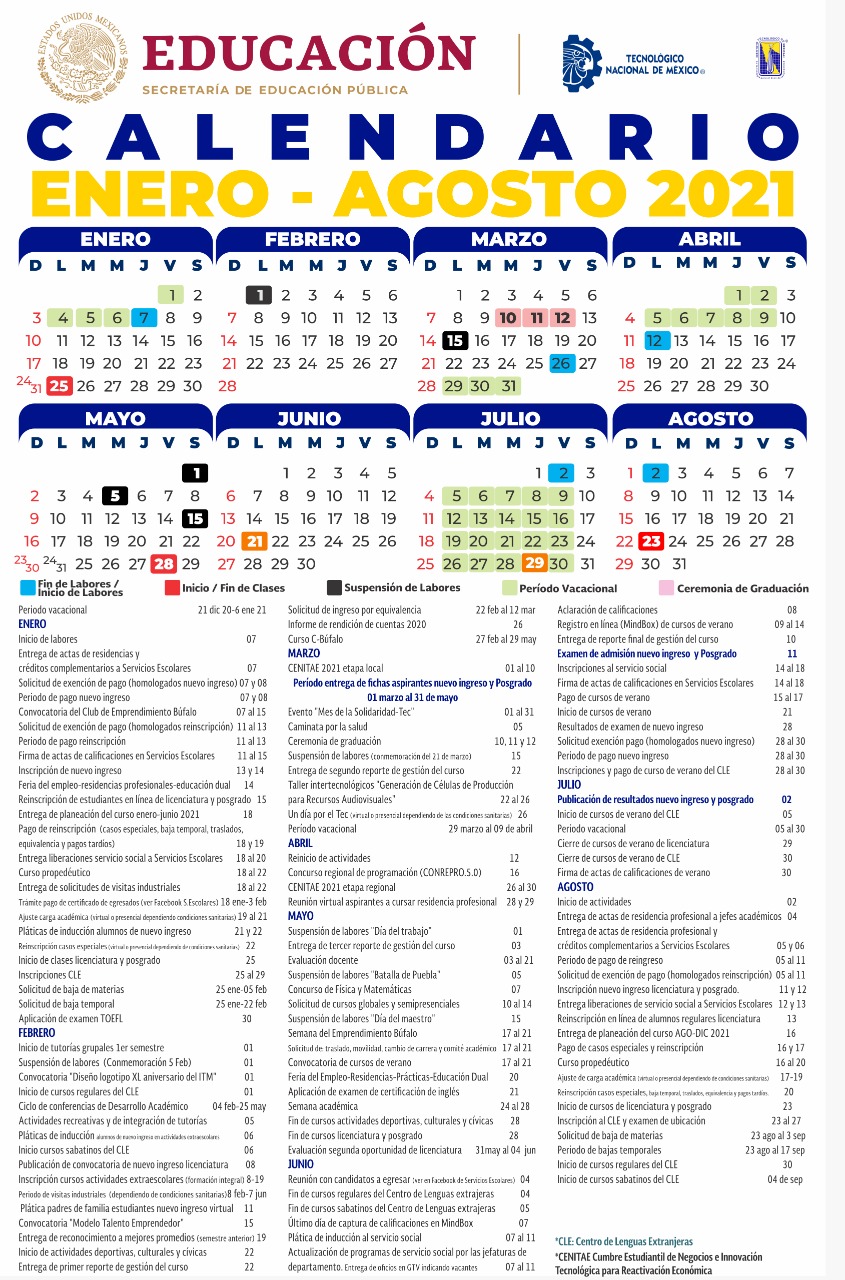 ESTADOS UNIDOS MEXICANOS
EDUCACIÓN
SECRETARÍA DE EDUCACIÓN PÚBLICA
TECNOLÓGICO
NACIONAL DE MÉXICO
CALENDARIO
ENERO - AGOSTO 2021
ENERO
D L M M J V S
1 2
3 4 5 6 7 8 9
10 11 12 13 14 15 16
17 18 19 20 21 22 23
24 31 25 26 27 28 29 30
FEBRERO
D L M M J V S
1 2 3 4 5 6
7 8 9 10 11 12 13
14 15 16 17 18 19 20
21 22 23 24 25 26 27
28
MARZO
D L M M J V S
1 2 3 4 5 6
7 8 9 10 11 12 13
14 15 16 17 18 19 20
21 22 23 24 25 26 27
28 29 30 31
ABRIL
D L M M J V S
1 2 3
4 5 6 7 8 9 10
11 12 13 14 15 16 17
18 19 20 21 22 23 24
25 26 27 28 29 30
MAYO
D L M M J V S
1
2 3 4 5 6 7 8
9 10 11 12 13 14 15
16 17 18 19 20 21 22
23 30 24 31 25 26 27 28 29
JUNIO
D L M M J V S
1 2 3 4 5
6 7 8 9 10 11 12
13 14 15 16 17 18 19
20 21 22 23 24 25 26
27 28 29 30
JULIO
D L M M J V S
1 2 3
4 5 6 7 8 9 10
11 12 13 14 15 16 17
18 19 20 21 22 23 24
25 26 27 28 29 30 31
AGOSTO
D L M M J V S
1 2 3 4 5 6 7
8 9 10 11 12 13 14
15 16 17 18 19 20 21
22 23 24 25 26 27 28
29 30 31
Fin de Labores /
Inicio de Labores
Inicio / Fin de Clases
Suspensión de Labores
Período Vacacional
Ceremonia de Graduación
Periodo vacacional 21 dic 20-6 ene 21
ENERO
Inicio de labores 07
Entrega de actas de residencias y
créditos complementarios a Servicios Escolares 07
Solicitud de exención de pago (homologados nuevo ingreso) 07 y 08
Periodo de pago nuevo ingreso 07 y 08
Convocatoria del Club de Emprendimiento Búfalo 07 al 15
Solicitud de exención de pago (homologados reinscripción) 11 al 13
Periodo de pago reinscripción 11 al 13
Firma de actas de calificaciones en Servicios Escolares 11 al 15
Inscripción de nuevo ingreso 13 y 14
Feria del empleo-residencias profesionales-educación dual 14
Reinscripción de estudiantes en línea de licenciatura y posgrado 15
Entrega de planeación del curso enero-junio 2021 18
Pago de reinscripción (casos especiales, baja temporal, traslados,
equivalencia y pagos tardíos) 18 y 19
Entrega liberaciones servicio social a Servicios Escolares 18 al 20
Curso propedéutico 18 al 22
Entrega de solicitudes de visitas industriales 18 al 22
Trámite pago de certificado de egresados (ver Facebook S.Escolares) 18 ene-3 feb
Ajuste carga académica (virtual o presencial dependiendo condiciones sanitarias) 19 al 21
Pláticas de inducción alumnos de nuevo ingreso 21 y 22
Reinscripción casos especiales (virtual o presencial dependiendo de condiciones sanitarias) 22
Inicio de clases licenciatura y posgrado 25
Inscripciones CLE 25 al 29
Solicitud de baja de materias 25 ene-05 feb
Solicitud de baja temporal 25 ene-22 feb
Aplicación de examen TOEFL 30
FEBRERO
Inicio de tutorías grupales 1er semestre 01
Suspensión de labores (Conmemoración 5 Feb) 01
Convocatoria "Diseño logotipo XL aniversario del ITM" 01
Inicio de cursos regulares del CLE 01
Ciclo de conferencias de Desarrollo Académico 04 feb-25 may
Actividades recreativas y de integración de tutorías 05
Pláticas de inducción alumnos de nuevo ingreso en actividades extraescolares 06
Inicio cursos sabatinos del CLE 06
Publicación de convocatoria de nuevo ingreso licenciatura 08
Inscripción cursos actividades extraescolares (formación integral) 8-19
Periodo de visitas industriales (dependiendo de condiciones sanitarias)8 feb-7 jun
Plática padres de familia estudiantes nuevo ingreso virtual 11
Convocatoria "Modelo Talento Emprendedor" 15
Entrega de reconocimiento a mejores promedios (semestre anterior) 19
Inicio de actividades deportivas, culturales y cívicas 22
Entrega de primer reporte de gestión del curso 22
Solicitud de ingreso por equivalencia 22 feb al 12 mar
Informe de rendición de cuentas 2020 26
Curso C-Búfalo 27 feb al 29 may
MARZO
CENITAE 2021 etapa local 01 al 10
Período entrega de fichas aspirantes nuevo ingreso y Posgrado
01 marzo al 31 de mayo
Evento "Mes de la Solidaridad-Tec" 01 al 31
Caminata por la salud 05
Ceremonia de graduación 10, 11 y 12
Suspensión de labores (conmemoración del 21 de marzo) 15
Entrega de segundo reporte de gestión del curso 22
Taller intertecnológicos "Generación de Células de Producción
para Recursos Audiovisuales" 22 al 26
Un día por el Tec (virtual o presencial dependiendo de las condiciones sanitarias) 26
Período vacacional 29 marzo al 09 de abril
ABRIL
Reinicio de actividades 12
Concurso regional de programación (CONREPRO.5.0) 16
CENITAE 2021 etapa regional 26 al 30
Reunión virtual aspirantes a cursar residencia profesional 28 y 29
MAYO
Suspensión de labores "Día del trabajo" 01
Entrega de tercer reporte de gestión del curso 03
Evaluación docente 03 al 21
Suspensión de labores "Batalla de Puebla" 05
Concurso de Física y Matemáticas 07
Solicitud de cursos globales y semipresenciales 10 al 14
Suspensión de labores "Día del maestro" 15
Semana del Emprendimiento Búfalo 17 al 21
Solicitud de: traslado, movilidad, cambio de carrera y comité académico 17 al 21
Convocatoria de cursos de verano 17 al 21
Feria del Empleo-Residencias-Prácticas-Educación Dual 20
Aplicación de examen de certificación de inglés 21
Semana académica 24 al 28
Fin de cursos actividades deportivas, culturales y cívicas 28
Fin de cursos licenciatura y posgrado 28
Evaluación segunda oportunidad de licenciatura 31may al 04 jun
JUNIO
Reunión con candidatos a egresar (ver en Facebook de Servicios Escolares) 04
Fin de cursos regulares del Centro de Lenguas extrajeras 04
Fin de cursos sabatinos del Centro de Lenguas extrajeras 05
Último día de captura de calificaciones en MindBox 07
Plática de inducción al servicio social 07 al 11
Actualización de programas de servicio social por las jefaturas de
departamento. Entrega de oficios en GTV indicando vacantes 07 al 11
Aclaración de calificaciones 08
Registro en línea (MindBox) de cursos de verano 09 al 14
Entrega de reporte final de gestión del curso 10
Examen de admisión nuevo ingreso y Posgrado 11
Inscripciones al servicio social 14 al 18
Firma de actas de calificaciones en Servicios Escolares 14 al 18
Pago de cursos de verano 15 al 17
Inicio de cursos de verano 21
Resultados de examen de nuevo ingreso 28
Solicitud exención pago (homologados nuevo ingreso) 28 al 30
Periodo de pago nuevo ingreso 28 al 30
Inscripciones y pago de curso de verano del CLE 28 al 30
JULIO
Publicación de resultados nuevo ingreso y posgrado 02
Inicio de cursos de verano del CLE 05
Periodo vacacional 05 al 30
Cierre de cursos de verano de licenciatura 29
Cierre de cursos de verano de CLE 30
Firma de actas de calificaciones de verano 30
AGOSTO
Inicio de actividades 02
Entrega de actas de residencia profesional a jefes académicos 04
Entrega de actas de residencia profesional y
créditos complementarios a Servicios Escolares 05 y 06
Periodo de pago de reingreso 05 al 11
Solicitud de exención de pago (homologados reinscripción) 05 al 11
Inscripción nuevo ingreso licenciatura y posgrado. 11 y 12
Entrega liberaciones de servicio social a Servicios Escolares 12 y 13
Reinscripción en línea de alumnos regulares licenciatura 13
Entrega de planeación del curso AGO-DIC 2021 16
Pago de casos especiales y reinscripción 16 y 17
Curso propedéutico 16 al 20
Ajuste de carga académica (virtual o presencial dependiendo de condiciones sanitarias) 17-19
Reinscripción casos especiales, baja temporal, traslados, equivalencia y pagos tardíos. 20
Inicio de cursos de licenciatura y posgrado 23
Inscripción al CLE y examen de ubicación 23 al 27
Solicitud de baja de materias 23 ago al 3 sep
Periodo de bajas temporales 23 ago al 17 sep
Inicio de cursos regulares del CLE 30
Inicio de cursos sabatinos del CLE 04 de sep
*CLE: Centro de Lenguas Extranjeras
*CENITAE Cumbre Estudiantil de Negocios e Innovación
Tecnológica para Reactivación Económica